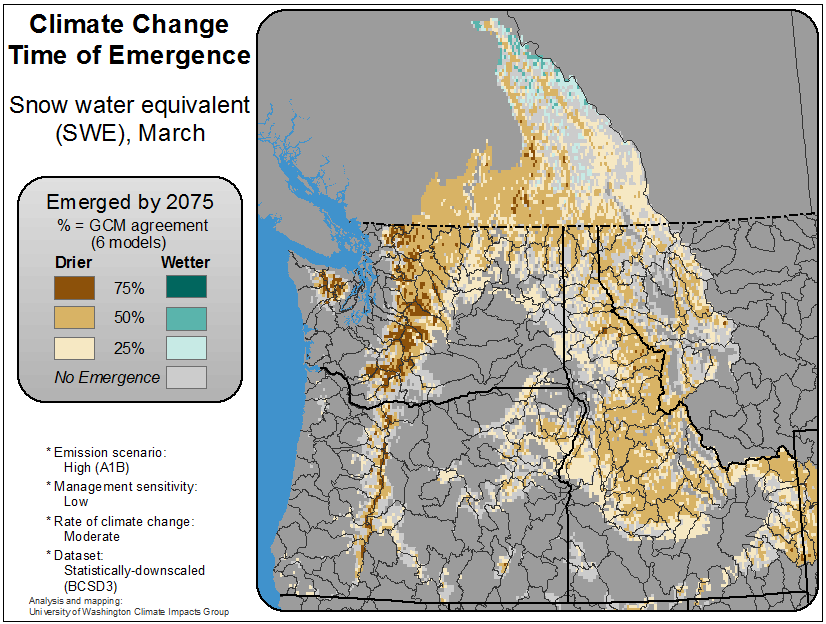 Climate Change
Time of Emergence
Snow water equivalent
(SWE), March
Emerged by 2075
% = GCM agreement
(6 models)
Drier Wetter
75%
50%
25%
No Emergence
* Emission scenario:
High (A1B)
* Management sensitivity:
Low
* Rate of climate change:
Moderate
* Dataset:
Statistically-downscaled
(BCSD3)
Analysis and mapping:
University of Washington Climate Impacts Group